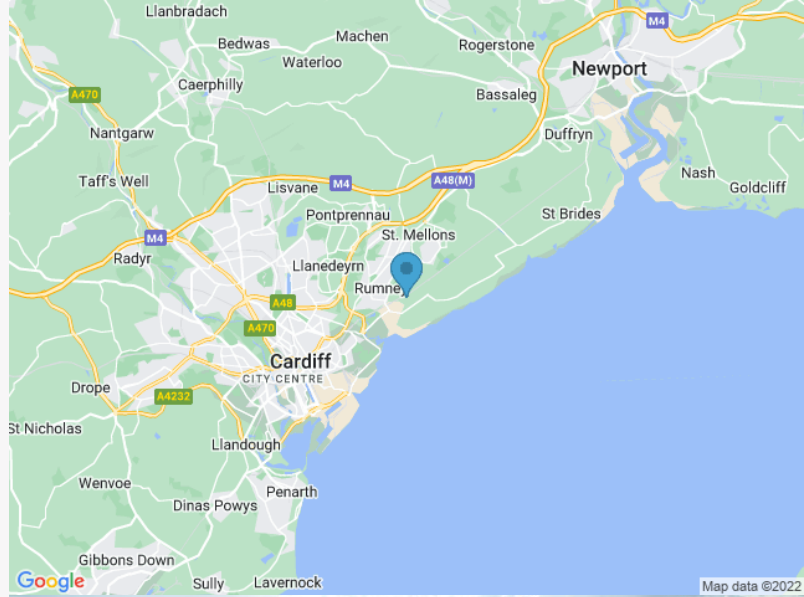 Llanbradach
Machen
M4
Bedwas
Rogerstone
Waterloo
Newport
Caerphilly
A470
Bassaleg
Nantgarw
Duffryn
Taff's Well
Lisvane
M4
A48(M)
Nash
Goldcliff
Pontprennau
St Brides
M4
St. Mellons
Radyr
Llanedeyrn
Rumney
A48
A470
Cardiff
CITY CENTRE
Drope
A4232
St Nicholas
Llandough
Wenvoe
Penarth
Dinas Powys
Gibbons Down
Google
Sully
Lavernock
Map data ©2022